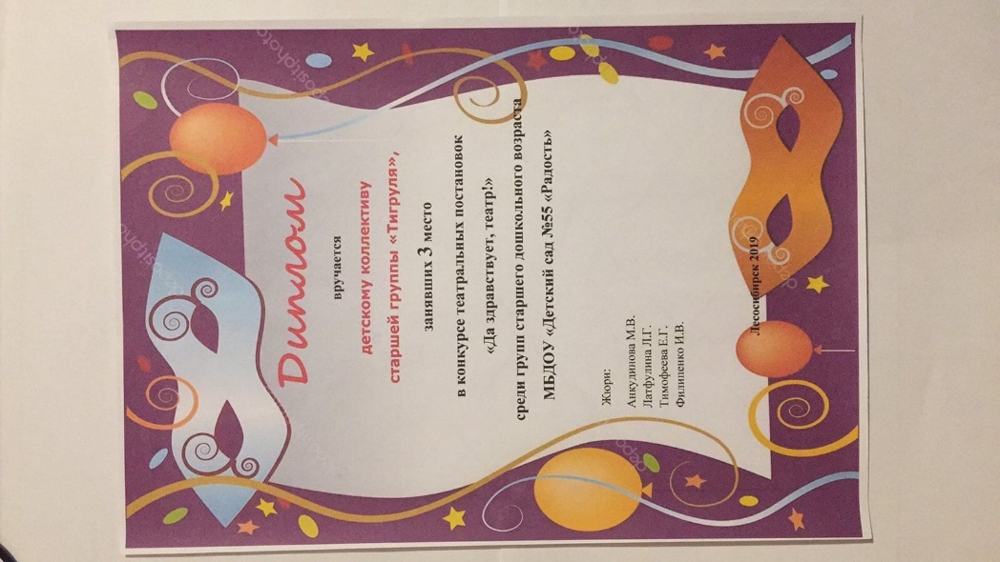 Диплом
вручается
детскому коллективу
старшей группы «Тигруля»,
занявших 3 место
в конкурсе театральных постановок
«Да здравствует, театр!»
среди групп старшего дошкольного возраста
МБДОУ «Детский сад №55 «Радость»
Жюри:
Анкудинова М.В.
Латфулина Л.Г.
Тимофеева Е.Г.
Филипенко И.В.
Лесосибирск 2019